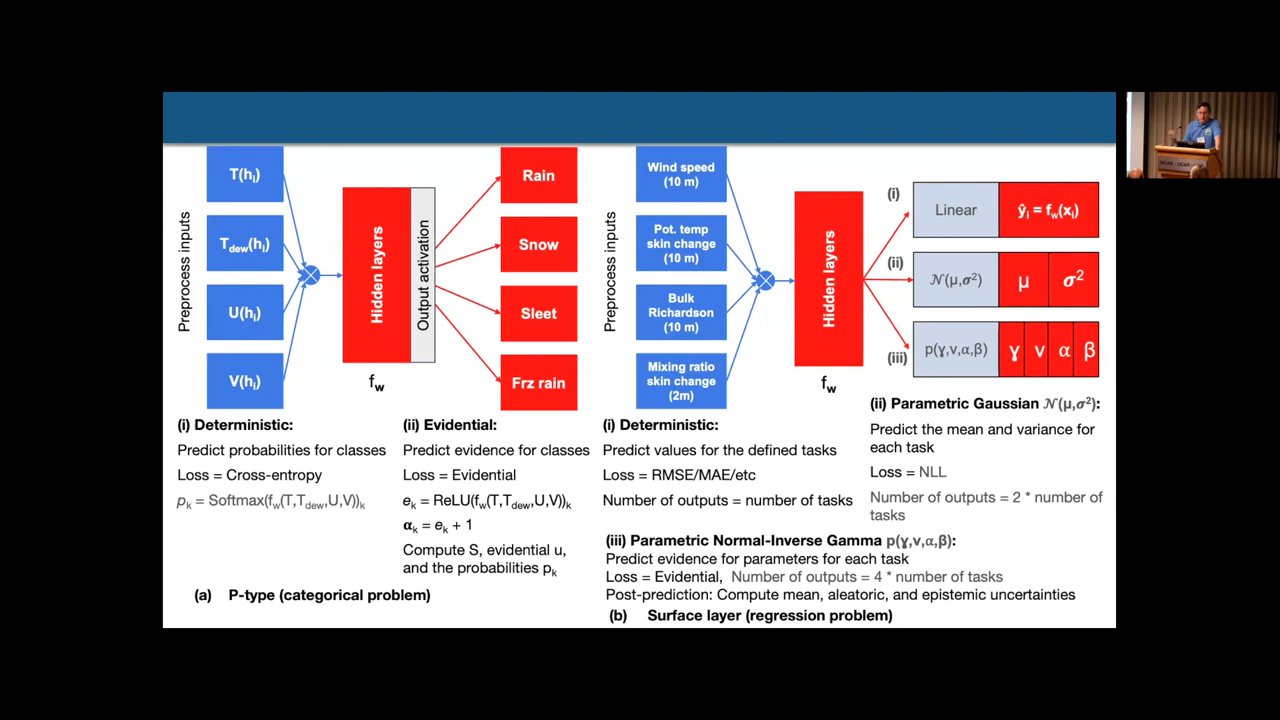 Preprocess inputs
T(hᵢ)
T_dew(hᵢ)
U(hᵢ)
V(hᵢ)
Hidden layers
Output activation
f_w
Rain
Snow
Sleet
Frz rain
(i) Deterministic:
Predict probabilities for classes
Loss = Cross-entropy
p_k = Softmax(f_w(T,T_dew,U,V))_k
(ii) Evidential:
Predict evidence for classes
Loss = Evidential
e_k = ReLU(f_w(T,T_dew,U,V))_k
α_k = e_k + 1
Compute S, evidential u,
and the probabilities p_k
(a) P-type (categorical problem)
Preprocess inputs
Wind speed
(10 m)
Pot. temp
skin change
(10 m)
Bulk
Richardson
(10 m)
Mixing ratio
skin change
(2m)
Hidden layers
f_w
(i)
Linear
ŷᵢ = f_w(xᵢ)
(ii)
𝒩(μ,σ²)
μ
σ²
(iii)
p(ɣ,ν,α,β)
ɣ
ν
α
β
(i) Deterministic:
Predict values for the defined tasks
Loss = RMSE/MAE/etc
Number of outputs = number of tasks
(ii) Parametric Gaussian 𝒩(μ,σ²):
Predict the mean and variance for
each task
Loss = NLL
Number of outputs = 2 * number of
tasks
(iii) Parametric Normal-Inverse Gamma p(ɣ,ν,α,β):
Predict evidence for parameters for each task
Loss = Evidential, Number of outputs = 4 * number of tasks
Post-prediction: Compute mean, aleatoric, and epistemic uncertainties
(b) Surface layer (regression problem)